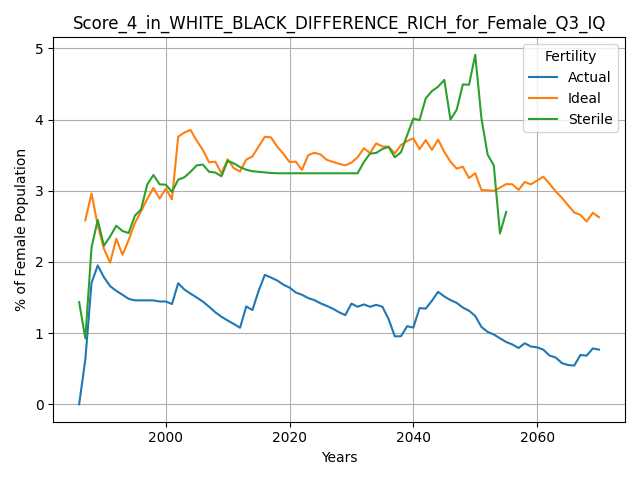 Score_4_in_WHITE_BLACK_DIFFERENCE_RICH_for_Female_Q3_IQ
Fertility
Actual
Ideal
Sterile
% of Female Population
5
4
3
2
1
0
2000
2020
2040
2060
Years